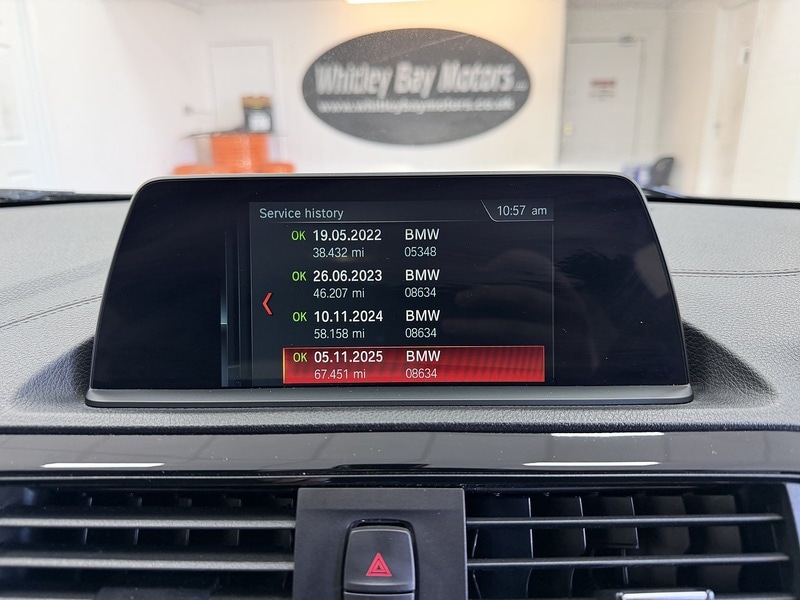 Whitley Bay Motors
www.whitleybaymotors.co.uk
Service history 10:57 am
OK 19.05.2022 BMW
38.432 mi 05348
OK 26.06.2023 BMW
46.207 mi 08634
OK 10.11.2024 BMW
58.158 mi 08634
OK 05.11.2025 BMW
67.451 mi 08634